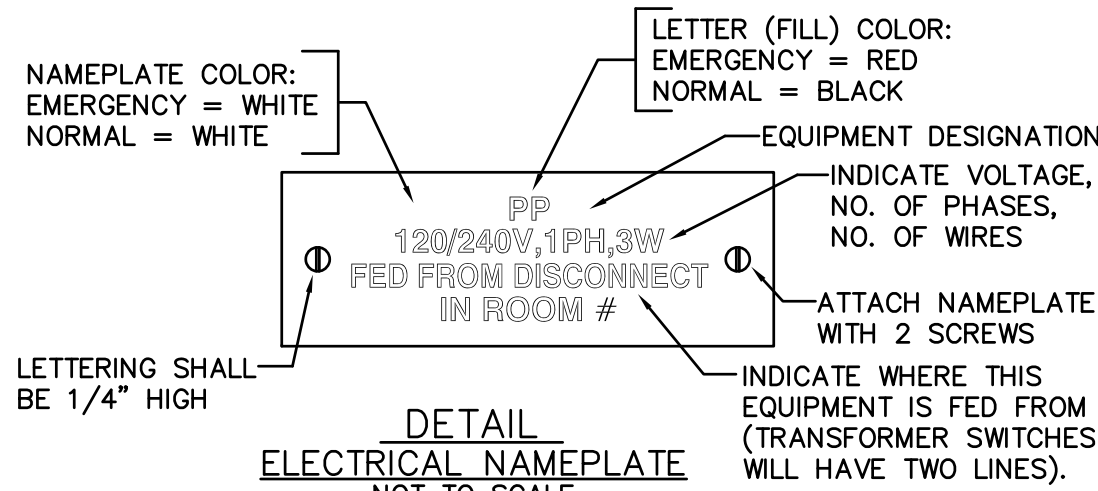 NAMEPLATE COLOR:
EMERGENCY = WHITE
NORMAL = WHITE
LETTER (FILL) COLOR:
EMERGENCY = RED
NORMAL = BLACK
EQUIPMENT DESIGNATION
INDICATE VOLTAGE,
NO. OF PHASES,
NO. OF WIRES
PP
120/240V,1PH,3W
FED FROM DISCONNECT
IN ROOM #
ATTACH NAMEPLATE
WITH 2 SCREWS
LETTERING SHALL
BE 1/4” HIGH
INDICATE WHERE THIS
EQUIPMENT IS FED FROM
(TRANSFORMER SWITCHES
WILL HAVE TWO LINES).
DETAIL
ELECTRICAL NAMEPLATE
NOT TO SCALE